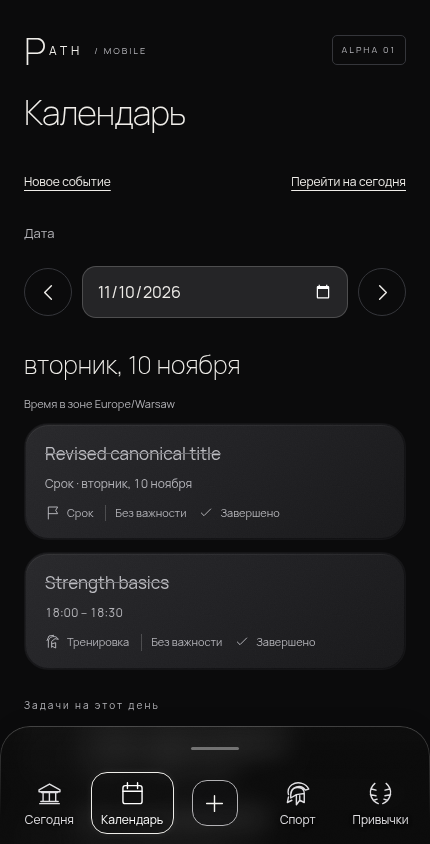 PATH / MOBILE ALPHA 01
Календарь
Новое событие Перейти на сегодня
Дата
11/10/2026
вторник, 10 ноября
Время в зоне Europe/Warsaw
Revised canonical title
Срок · вторник, 10 ноября
Срок Без важности Завершено
Strength basics
18:00 – 18:30
Тренировка Без важности Завершено
Задачи на этот день
Сегодня Календарь Спорт Привычки